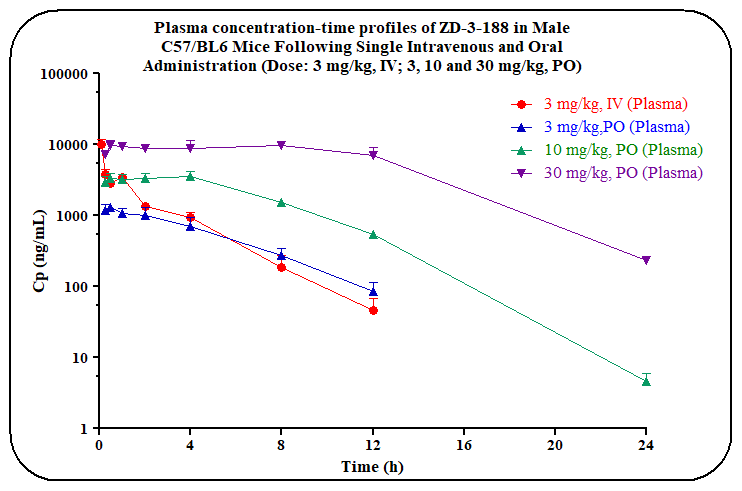 Plasma concentration-time profiles of ZD-3-188 in Male
C57/BL6 Mice Following Single Intravenous and Oral
Administration (Dose: 3 mg/kg, IV; 3, 10 and 30 mg/kg, PO)
100000
10000
1000
100
10
1
Cp (ng/mL)
3 mg/kg, IV (Plasma)
3 mg/kg,PO (Plasma)
10 mg/kg, PO (Plasma)
30 mg/kg, PO (Plasma)
0 4 8 12 16 20 24
Time (h)